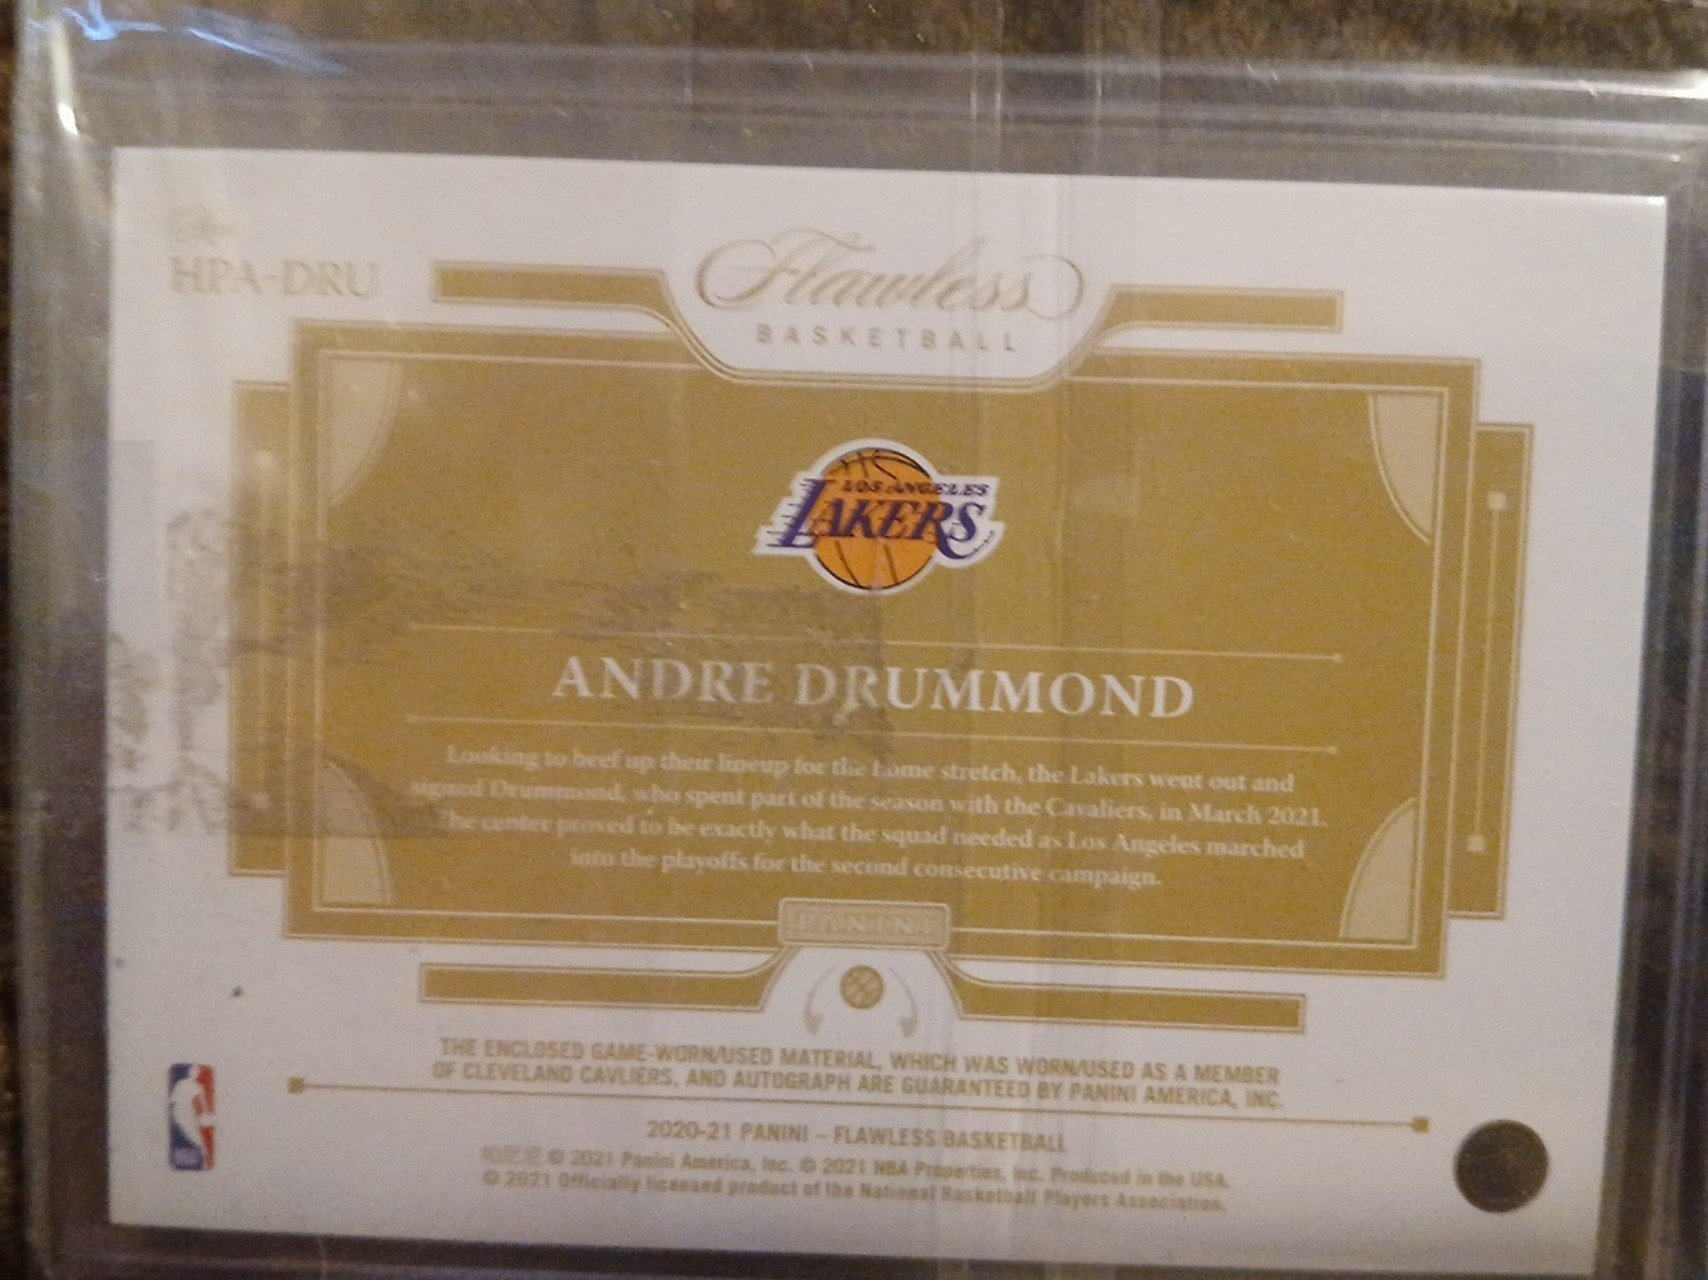 HPA-DRU
Flawless
BASKETBALL
LOS ANGELES
LAKERS
ANDRE DRUMMOND
Looking to beef up their lineup for the home stretch, the Lakers went out and
signed Drummond, who spent part of the season with the Cavaliers, in March 2021.
The center proved to be exactly what the squad needed as Los Angeles marched
into the playoffs for the second consecutive campaign.
PANINI
THE ENCLOSED GAME-WORN/USED MATERIAL, WHICH WAS WORN/USED AS A MEMBER
OF CLEVELAND CAVLIERS, AND AUTOGRAPH ARE GUARANTEED BY PANINI AMERICA, INC.
2020-21 PANINI – FLAWLESS BASKETBALL
© 2021 Panini America, Inc. © 2021 NBA Properties, Inc. Produced in the USA.
© 2021 Officially licensed product of the National Basketball Players Association.